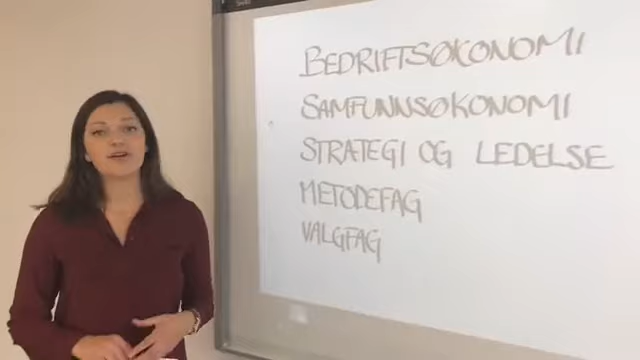 BEDRIFTSØKONOMI
SAMFUNNSØKONOMI
STRATEGI OG LEDELSE
METODEFAG
VALGFAG